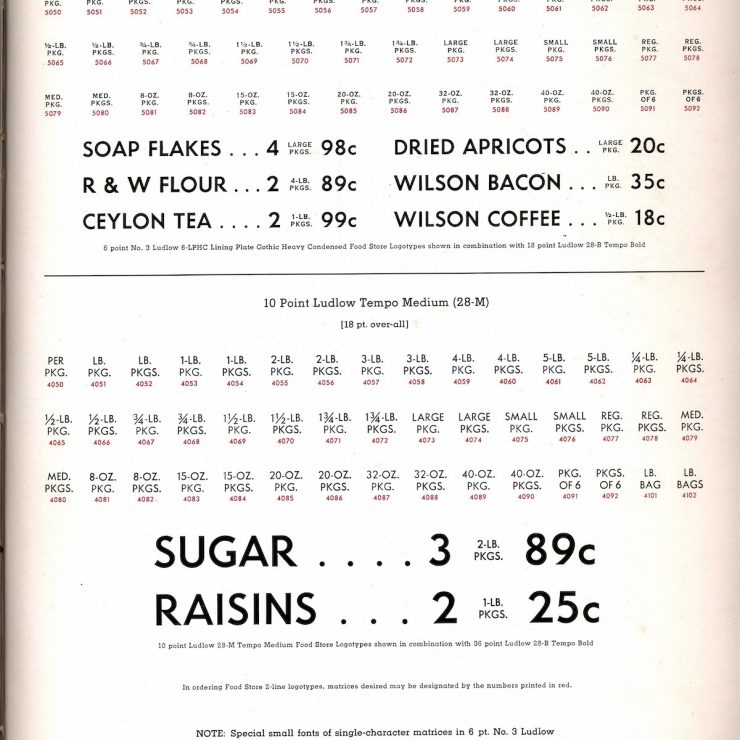 5050 5051 5052 5053 5054 5055 5056 5057 5058 5059 5060 5061 5062 5063 5064
½-LB. ½-LB. ¾-LB. ¾-LB. 1½-LB. 1½-LB. 1¾-LB. 1¾-LB. LARGE LARGE SMALL SMALL REG. REG.
PKG. PKGS. PKG. PKGS. PKG. PKGS. PKG. PKGS. PKG. PKGS. PKG. PKGS. PKG. PKGS.
5065 5066 5067 5068 5069 5070 5071 5072 5073 5074 5075 5076 5077 5078
MED. MED. 8-OZ. 8-OZ. 15-OZ. 15-OZ. 20-OZ. 20-OZ. 32-OZ. 32-OZ. 40-OZ. 40-OZ. PKG. PKGS.
PKG. PKGS. PKG. PKGS. PKG. PKGS. PKG. PKGS. PKG. PKGS. PKG. PKGS. OF 6 OF 6
5079 5080 5081 5082 5083 5084 5085 5086 5087 5088 5089 5090 5091 5092
SOAP FLAKES . . . 4 LARGE PKGS. 98c DRIED APRICOTS . . LARGE PKG. 20c
R & W FLOUR . . . 2 4-LB. PKGS. 89c WILSON BACON . . . LB. PKG. 35c
CEYLON TEA . . . . 2 1-LB. PKGS. 99c WILSON COFFEE . . . ½-LB. PKG. 18c
6 point No. 3 Ludlow 6-LPHC Lining Plate Gothic Heavy Condensed Food Store Logotypes shown in combination with 18 point Ludlow 28-B Tempo Bold
10 Point Ludlow Tempo Medium (28-M)
[18 pt. over-all]
PER LB. LB. 1-LB. 1-LB. 2-LB. 2-LB. 3-LB. 3-LB. 4-LB. 4-LB. 5-LB. 5-LB. ¼-LB. ¼-LB.
PKG. PKG. PKGS. PKG. PKGS. PKG. PKGS. PKG. PKGS. PKG. PKGS. PKG. PKGS. PKG. PKGS.
4050 4051 4052 4053 4054 4055 4056 4057 4058 4059 4060 4061 4062 4063 4064
½-LB. ½-LB. ¾-LB. ¾-LB. 1½-LB. 1½-LB. 1¾-LB. 1¾-LB. LARGE LARGE SMALL SMALL REG. REG. MED.
PKG. PKGS. PKG. PKGS. PKG. PKGS. PKG. PKGS. PKG. PKGS. PKG. PKGS. PKG. PKGS. PKG.
4065 4066 4067 4068 4069 4070 4071 4072 4073 4074 4075 4076 4077 4078 4079
MED. 8-OZ. 8-OZ. 15-OZ. 15-OZ. 20-OZ. 20-OZ. 32-OZ. 32-OZ. 40-OZ. 40-OZ. PKG. PKGS. LB. LB.
PKGS. PKG. PKGS. PKG. PKGS. PKG. PKGS. PKG. PKGS. PKG. PKGS. OF 6 OF 6 BAG BAGS
4080 4081 4082 4083 4084 4085 4086 4087 4088 4089 4090 4091 4092 4101 4102
SUGAR . . . . 3 2-LB. PKGS. 89c
RAISINS . . . 2 1-LB. PKGS. 25c
10 point Ludlow 28-M Tempo Medium Food Store Logotypes shown in combination with 36 point Ludlow 28-B Tempo Bold
In ordering Food Store 2-line logotypes, matrices desired may be designated by the numbers printed in red.
NOTE: Special small fonts of single-character matrices in 6 pt. No. 3 Ludlow